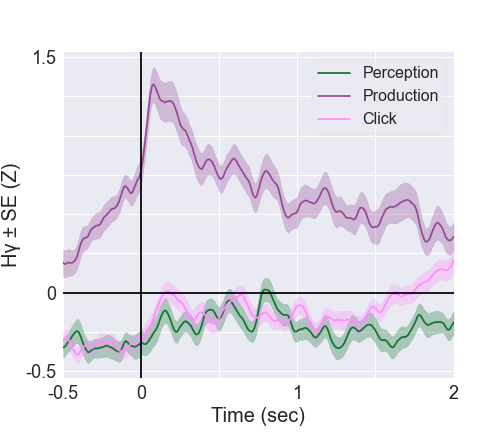 1.5
Perception
Production
Click
Hγ ± SE (Z)
0
-0.5
-0.5 0 1 2
Time (sec)